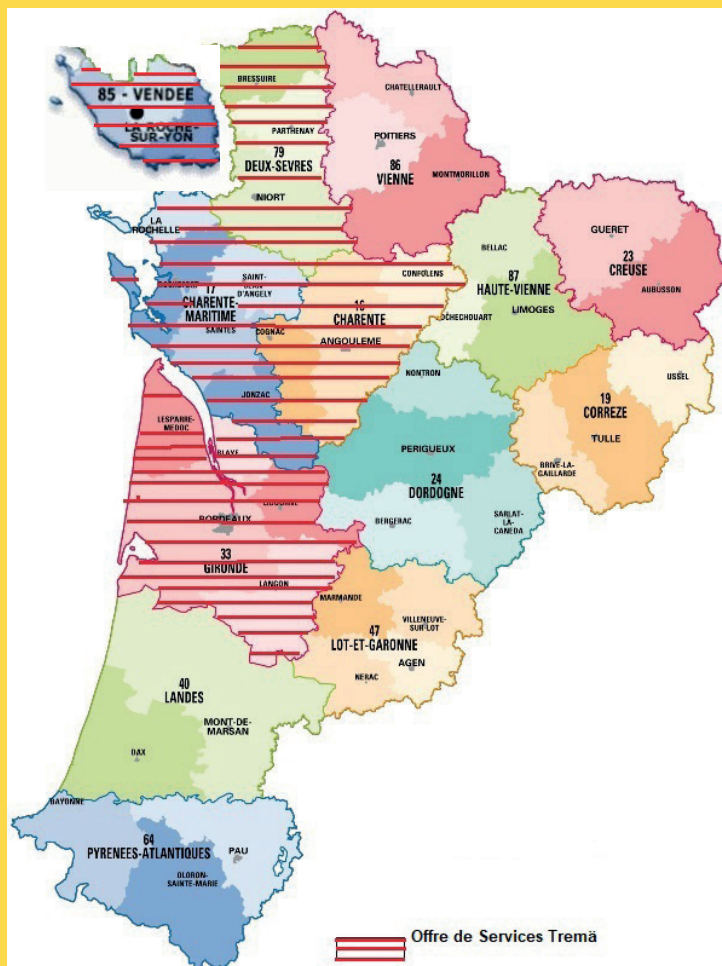 85 - VENDEE
LA ROCHE-
SUR-YON
BRESSUIRE
PARTHENAY
79
DEUX-SEVRES
NIORT
CHATELLERAULT
POITIERS
86
VIENNE
MONTMORILLON
LA
ROCHELLE
SAINT-
JEAN D'ANGELY
17
CHARENTE-
MARITIME
SAINTES
JONZAC
CONFOLENS
16
CHARENTE
COGNAC
ANGOULEME
BELLAC
87
HAUTE-VIENNE
LIMOGES
OCHECHOUART
GUERET
23
CREUSE
AUBUSSON
USSEL
19
CORREZE
TULLE
BRIVE-LA-
GAILLARDE
NONTRON
PERIGUEUX
24
DORDOGNE
BERGERAC
SARLAT-
LA-
CANEDA
LESPARRE-
MEDOC
BLAYE
LIBOURNE
BORDEAUX
33
GIRONDE
LANGON
MARMANDE
VILLENEUVE-
SUR-LOT
47
LOT-ET-GARONNE
AGEN
NERAC
40
LANDES
MONT-DE-
MARSAN
DAX
BAYONNE
64
PYRENEES-ATLANTIQUES
PAU
OLORON-
SAINTE-MARIE
Offre de Services Tremä